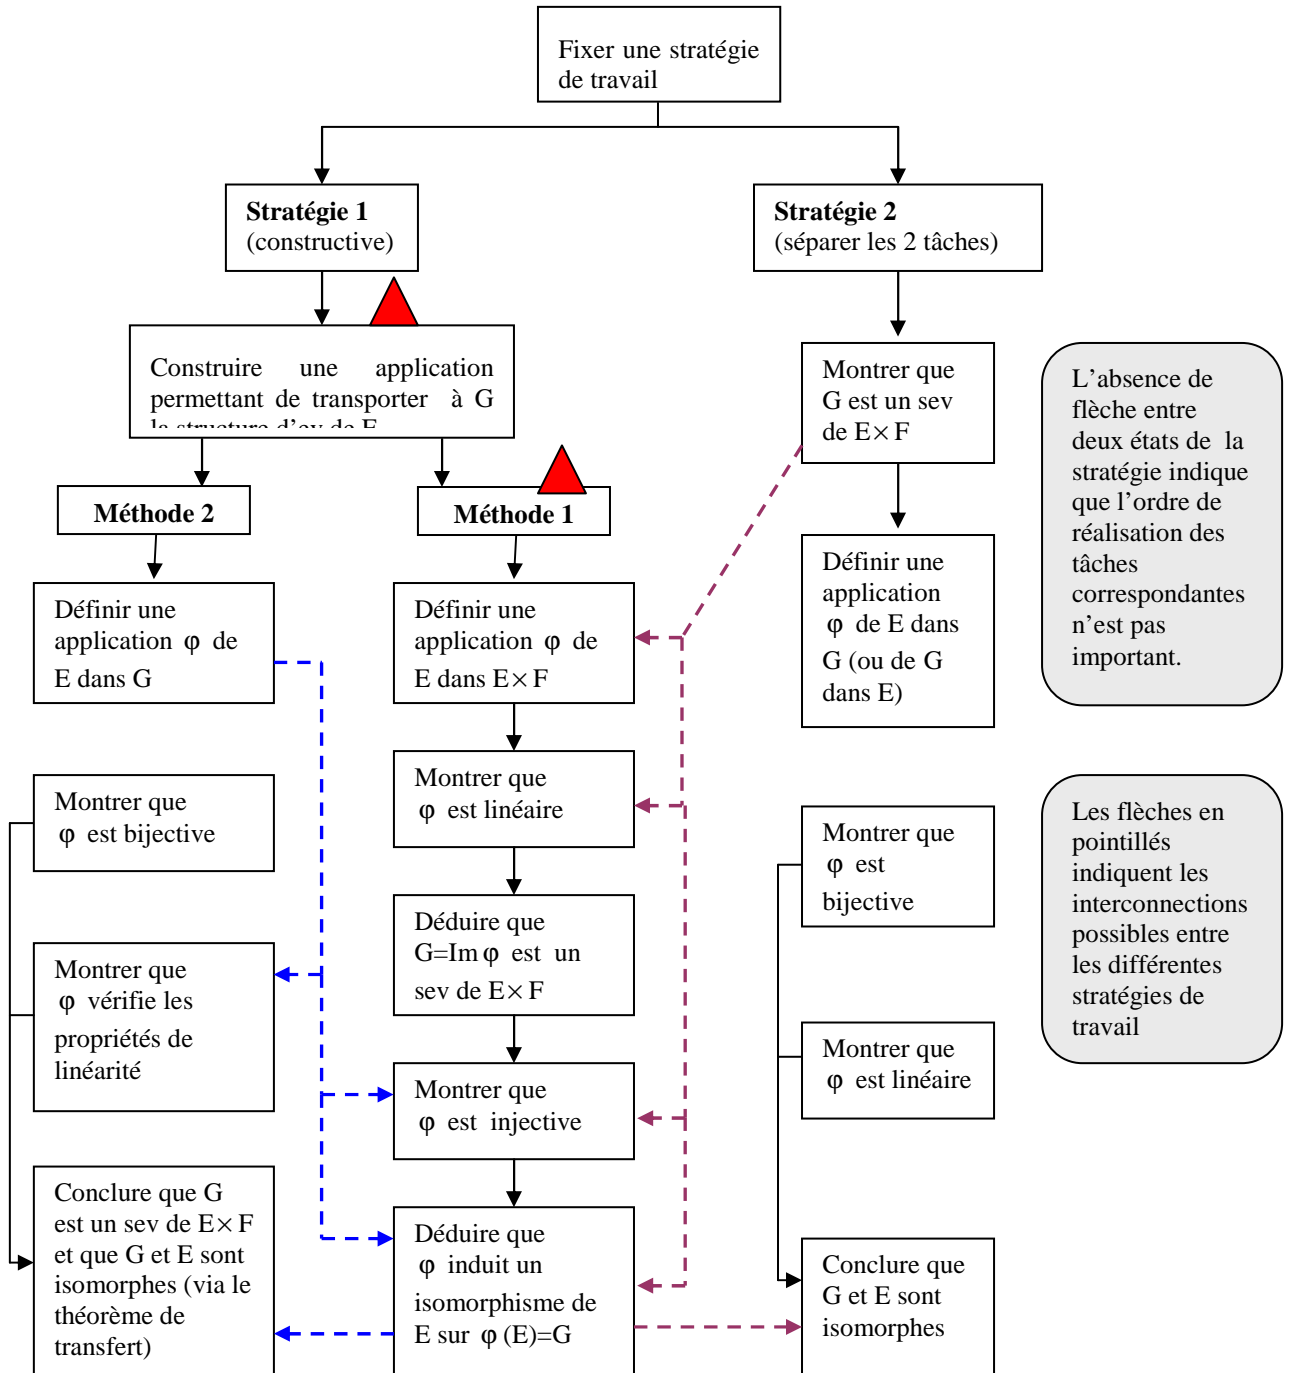 Fixer une stratégie
de travail
Stratégie 1
(constructive)
Stratégie 2
(séparer les 2 tâches)
Construire une application
permettant de transporter à G
la structure d'ev de E
Montrer que
G est un sev
de E× F
L'absence de
flèche entre
deux états de la
stratégie indique
que l'ordre de
réalisation des
tâches
correspondantes
n'est pas
important.
Méthode 2
Méthode 1
Définir une
application φ de
E dans G
Définir une
application φ de
E dans E× F
Définir une
application
φ de E dans
G (ou de G
dans E)
Montrer que
φ est bijective
Montrer que
φ est linéaire
Montrer que
φ est
bijective
Les flèches en
pointillés
indiquent les
interconnections
possibles entre
les différentes
stratégies de
travail
Montrer que
φ vérifie les
propriétés de
linéarité
Déduire que
G=Im φ est un
sev de E× F
Montrer que
φ est injective
Montrer que
φ est linéaire
Conclure que G
est un sev de E× F
et que G et E sont
isomorphes (via le
théorème de
transfert)
Déduire que
φ induit un
isomorphisme de
E sur φ (E)=G
Conclure que
G et E sont
isomorphes